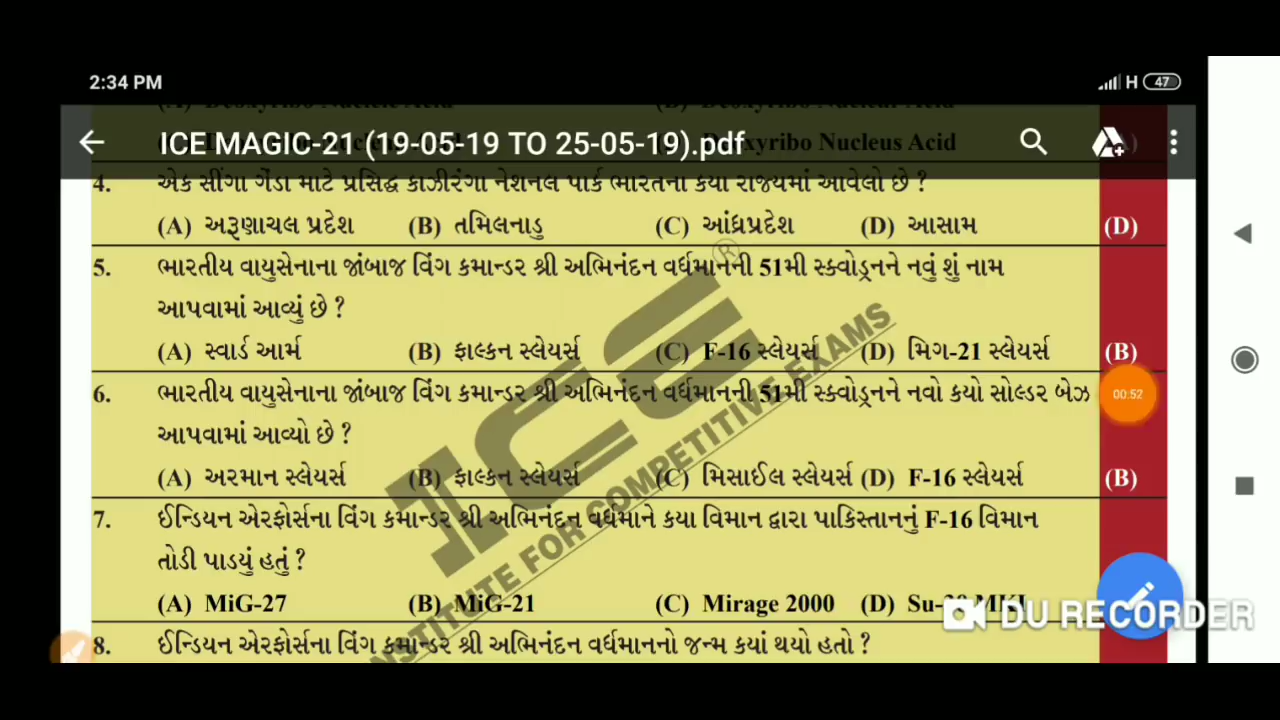 2:34 PM
H 47
ICE MAGIC-21 (19-05-19 TO 25-05-19).pdf
Deoxyribo Nucleus Acid
4. એક સીંગા ગેંડા માટે પ્રસિદ્ધ કાઝીરંગા નેશનલ પાર્ક ભારતના કયા રાજ્યમાં આવેલો છે ?
(A) અરૂણાચલ પ્રદેશ (B) તમિલનાડુ (C) આંધ્રપ્રદેશ (D) આસામ (D)
5. ભારતીય વાયુસેનાના જાંબાજ વિંગ કમાન્ડર શ્રી અભિનંદન વર્ધમાનની 51મી સ્ક્વોડ્રનને નવું શું નામ
આપવામાં આવ્યું છે ?
(A) સ્વાર્ડ આર્મ (B) ફાલ્કન સ્લેયર્સ (C) F-16 સ્લેયર્સ (D) મિગ-21 સ્લેયર્સ (B)
6. ભારતીય વાયુસેનાના જાંબાજ વિંગ કમાન્ડર શ્રી અભિનંદન વર્ધમાનની 51મી સ્ક્વોડ્રનને નવો કયો સોલ્ડર બેઝ
00:52
આપવામાં આવ્યો છે ?
(A) અરમાન સ્લેયર્સ (B) ફાલ્કન સ્લેયર્સ (C) મિસાઈલ સ્લેયર્સ (D) F-16 સ્લેયર્સ (B)
7. ઈન્ડિયન એરફોર્સના વિંગ કમાન્ડર શ્રી અભિનંદન વર્ધમાને કયા વિમાન દ્વારા પાકિસ્તાનનું F-16 વિમાન
તોડી પાડયું હતું ?
(A) MiG-27 (B) MiG-21 (C) Mirage 2000 (D) Su-30 MKI
DU RECORDER
8. ઈન્ડિયન એરફોર્સના વિંગ કમાન્ડર શ્રી અભિનંદન વર્ધમાનનો જન્મ કયાં થયો હતો ?
ICE ®
INSTITUTE FOR COMPETITIVE EXAMS